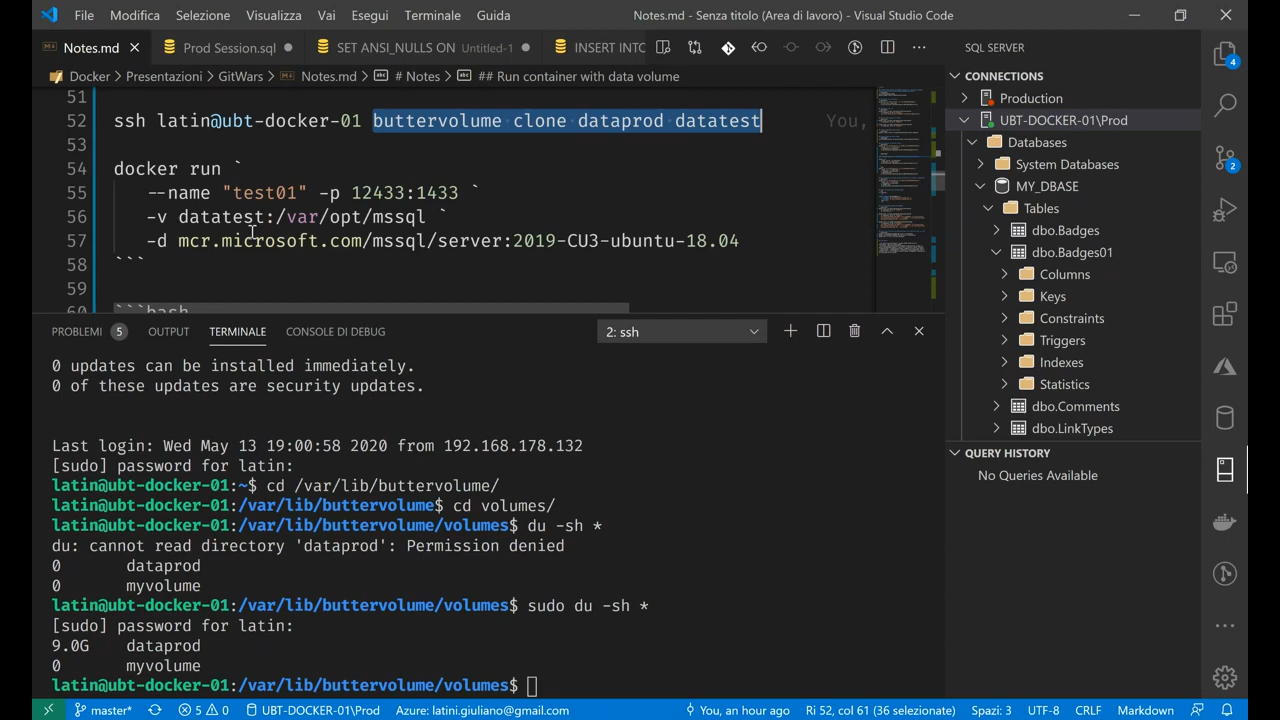 File Modifica Selezione Visualizza Vai Esegui Terminale Guida Notes.md - Senza titolo (Area di lavoro) - Visual Studio Code
Notes.md Prod Session.sql SET ANSI_NULLS ON Untitled-1 INSERT INTO
Docker Presentazioni GitWars Notes.md # Notes ## Run container with data volume
51
52 ssh latin@ubt-docker-01 buttervolume clone dataprod datatest You,
53
54 docker run `
55 --name "test01" -p 12433:1433 `
56 -v datatest:/var/opt/mssql `
57 -d mcr.microsoft.com/mssql/server:2019-CU3-ubuntu-18.04
58 ```
59
60 ```bash
PROBLEMI 5 OUTPUT TERMINALE CONSOLE DI DEBUG 2: ssh
0 updates can be installed immediately.
0 of these updates are security updates.
Last login: Wed May 13 19:00:58 2020 from 192.168.178.132
[sudo] password for latin:
latin@ubt-docker-01:~$ cd /var/lib/buttervolume/
latin@ubt-docker-01:/var/lib/buttervolume$ cd volumes/
latin@ubt-docker-01:/var/lib/buttervolume/volumes$ du -sh *
du: cannot read directory 'dataprod': Permission denied
0 dataprod
0 myvolume
latin@ubt-docker-01:/var/lib/buttervolume/volumes$ sudo du -sh *
[sudo] password for latin:
9.0G dataprod
0 myvolume
latin@ubt-docker-01:/var/lib/buttervolume/volumes$
SQL SERVER
CONNECTIONS
Production
UBT-DOCKER-01\Prod
Databases
System Databases
MY_DBASE
Tables
dbo.Badges
dbo.Badges01
Columns
Keys
Constraints
Triggers
Indexes
Statistics
dbo.Comments
dbo.LinkTypes
QUERY HISTORY
No Queries Available
4
2
master* 5 0 UBT-DOCKER-01\Prod Azure: latini.giuliano@gmail.com You, an hour ago Ri 52, col 61 (36 selezionate) Spazi: 3 UTF-8 CRLF Markdown